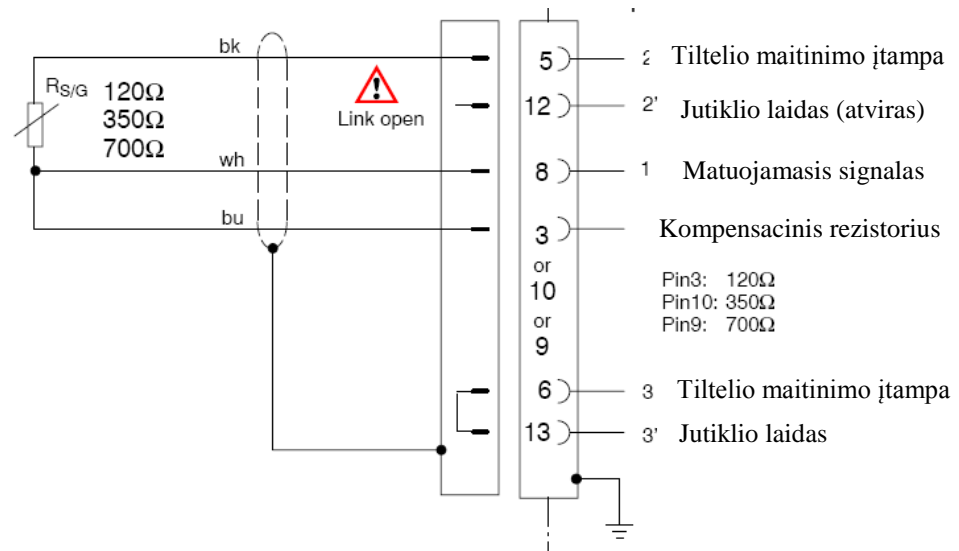 bk
5
2
Tiltelio maitinimo įtampa
R_S/G
120Ω
350Ω
700Ω
Link open
12
2'
Jutiklio laidas (atviras)
wh
8
1
Matuojamasis signalas
bu
3
Kompensacinis rezistorius
or
10
or
9
Pin3: 120Ω
Pin10: 350Ω
Pin9: 700Ω
6
3
Tiltelio maitinimo įtampa
13
3'
Jutiklio laidas